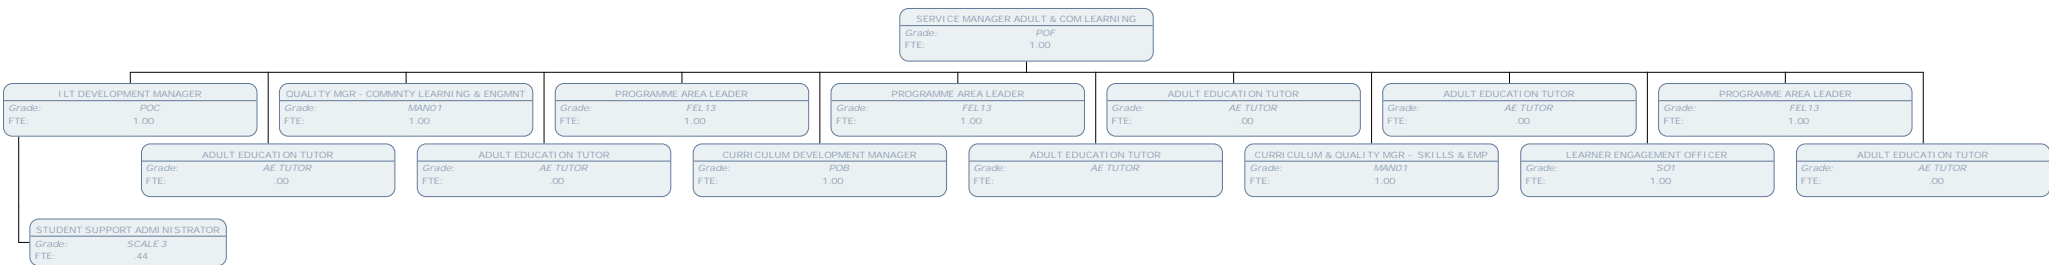 SERVICE MANAGER ADULT & COM LEARNING
Grade: POF
FTE: 1.00
ILT DEVELOPMENT MANAGER
Grade: POC
FTE: 1.00
QUALITY MGR - COMMNTY LEARNING & ENGMNT
Grade: MAN01
FTE: 1.00
PROGRAMME AREA LEADER
Grade: FEL13
FTE: 1.00
PROGRAMME AREA LEADER
Grade: FEL13
FTE: 1.00
ADULT EDUCATION TUTOR
Grade: AE TUTOR
FTE: .00
ADULT EDUCATION TUTOR
Grade: AE TUTOR
FTE: .00
PROGRAMME AREA LEADER
Grade: FEL13
FTE: 1.00
ADULT EDUCATION TUTOR
Grade: AE TUTOR
FTE: .00
ADULT EDUCATION TUTOR
Grade: AE TUTOR
FTE: .00
CURRICULUM DEVELOPMENT MANAGER
Grade: POB
FTE: 1.00
ADULT EDUCATION TUTOR
Grade: AE TUTOR
FTE:
CURRICULUM & QUALITY MGR - SKILLS & EMP
Grade: MAN01
FTE: 1.00
LEARNER ENGAGEMENT OFFICER
Grade: SO1
FTE: 1.00
ADULT EDUCATION TUTOR
Grade: AE TUTOR
FTE: .00
STUDENT SUPPORT ADMINISTRATOR
Grade: SCALE 3
FTE: .44